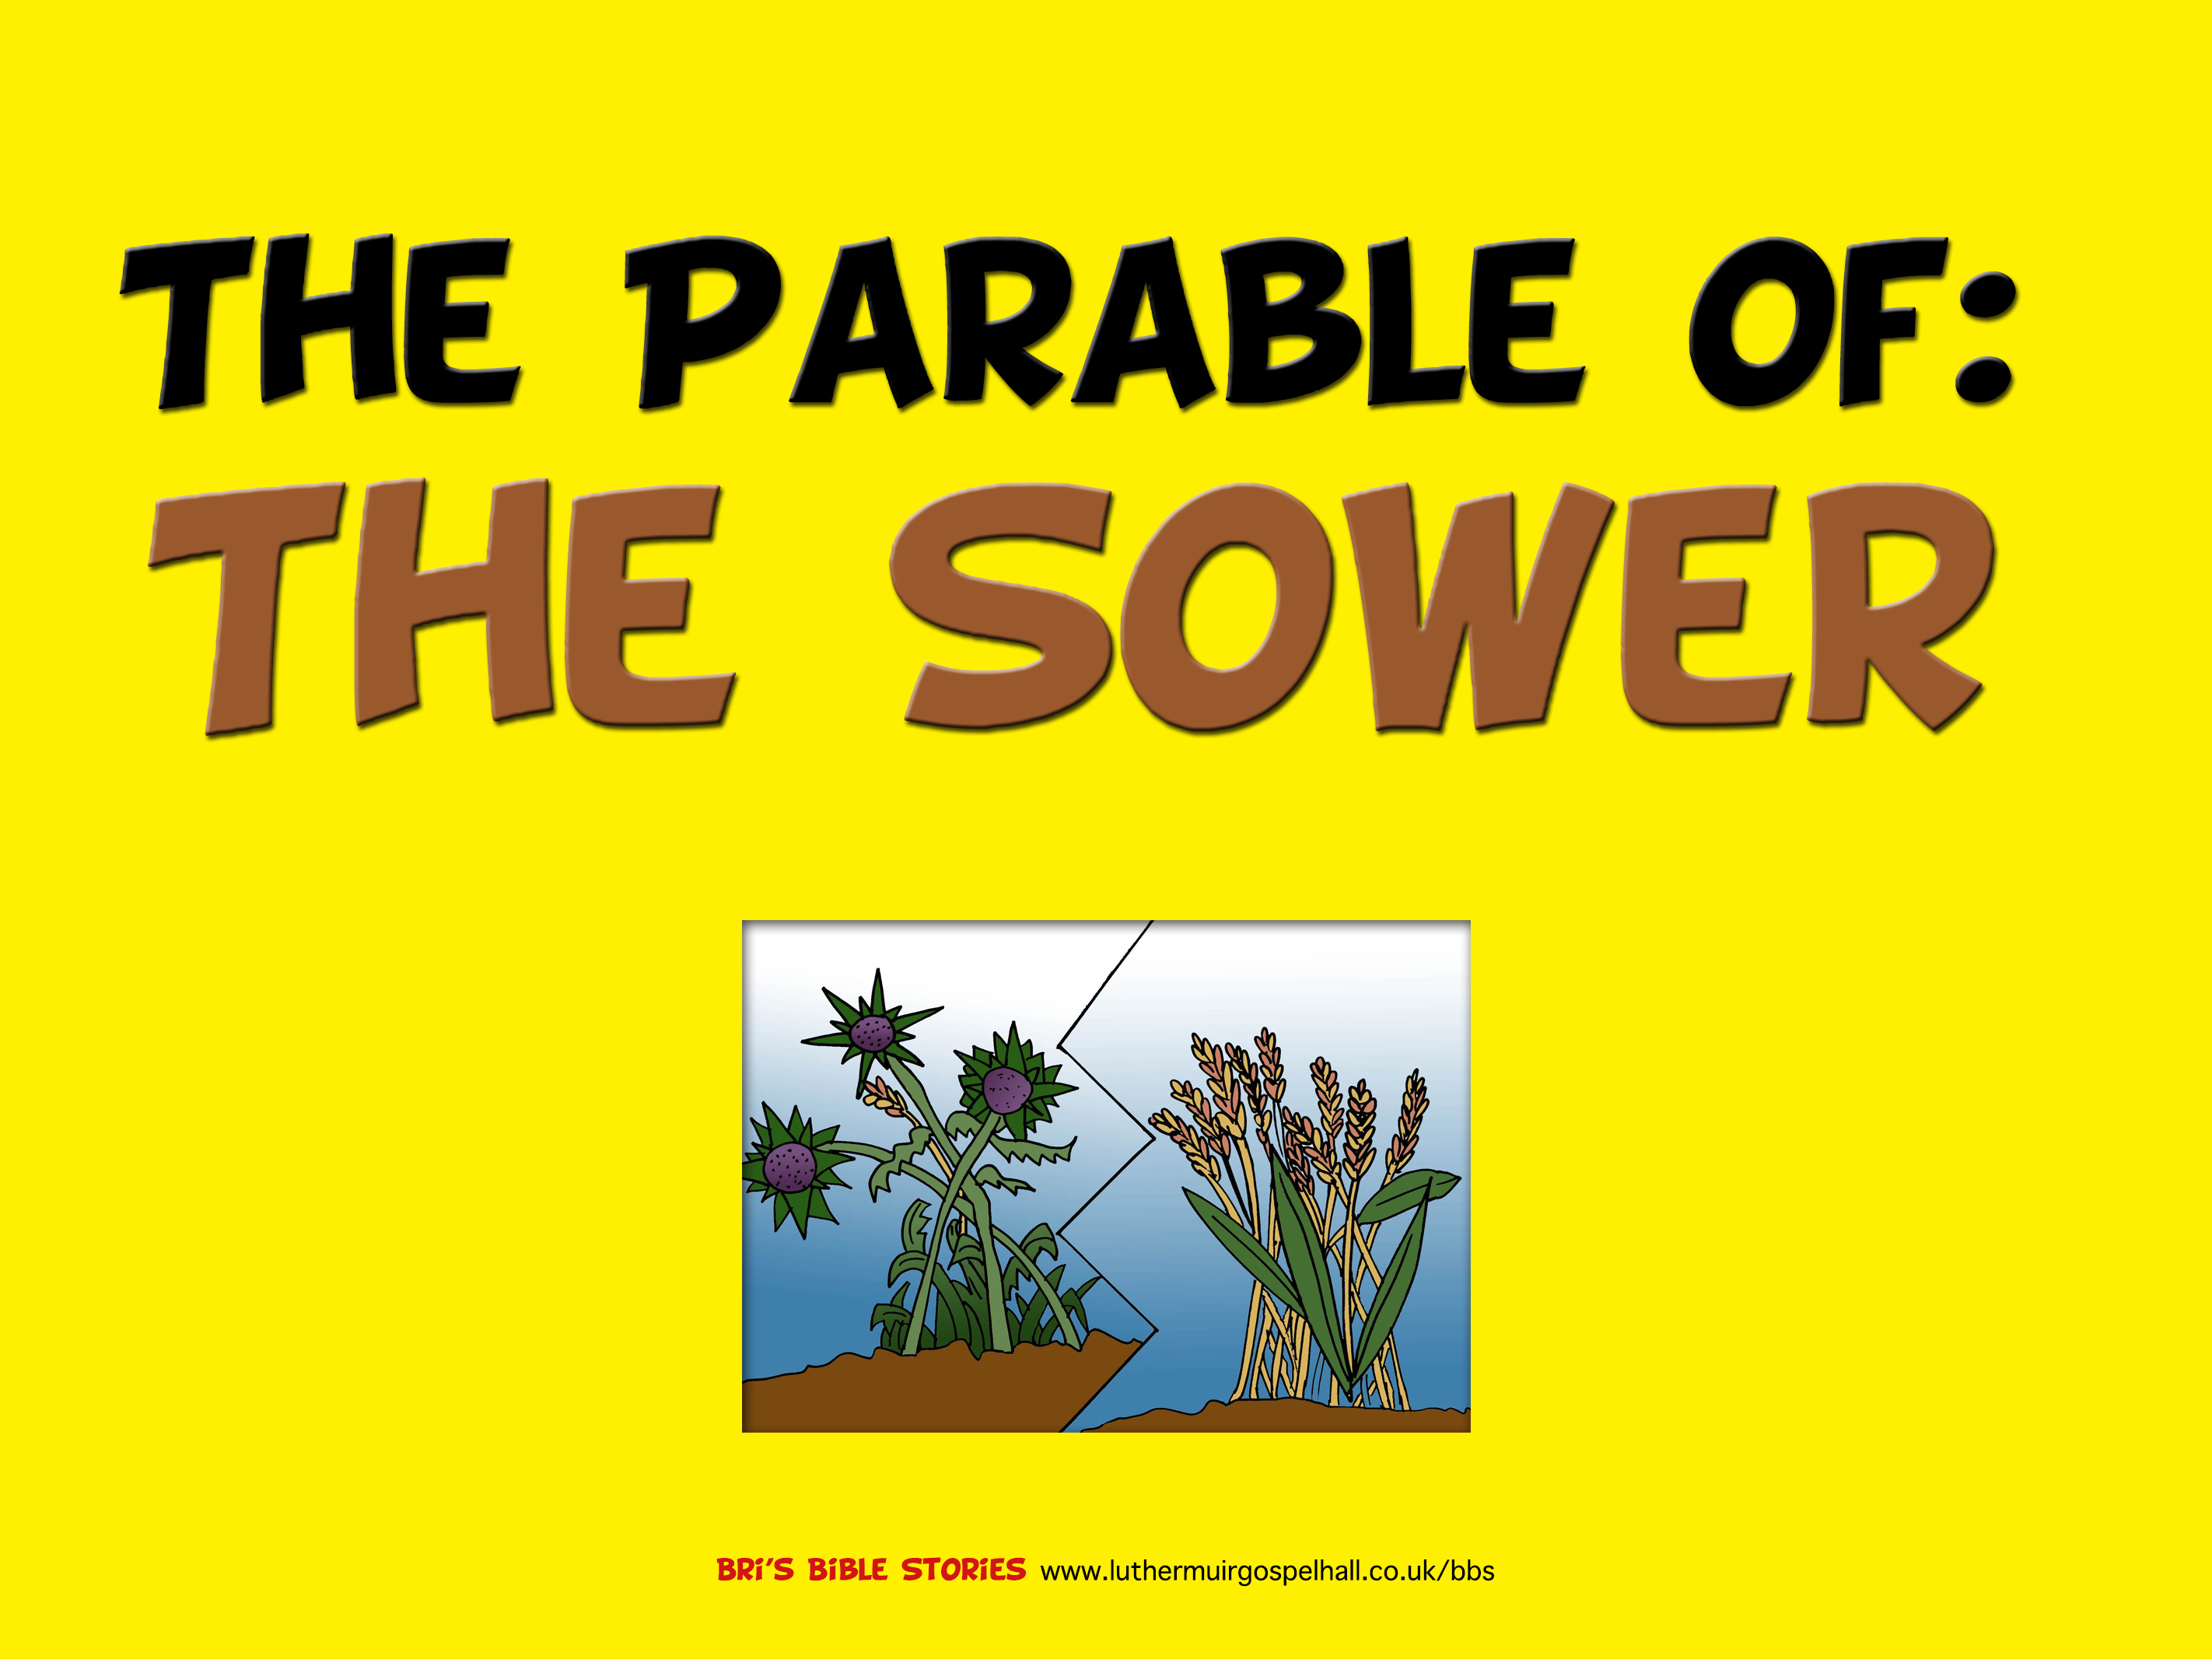 THE PARABLE OF:
THE SOWER
BRi'S BiBLE STORiES www.luthermuirgospelhall.co.uk/bbs